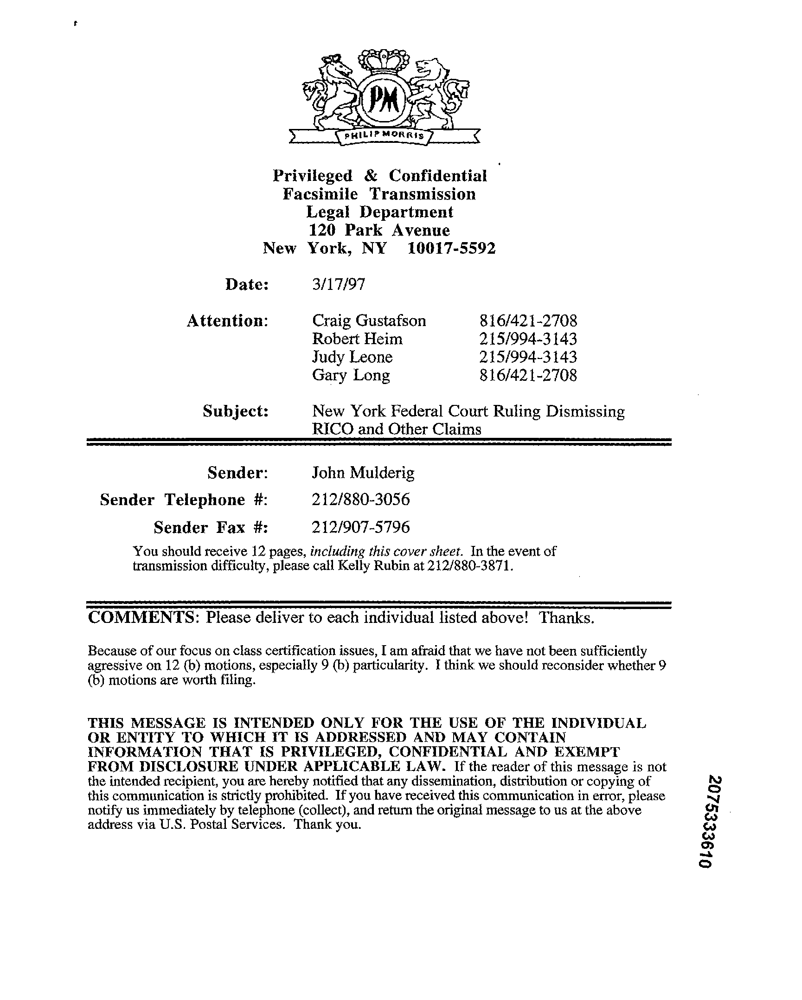 PM
PHILIP MORRIS
Privileged & Confidential
Facsimile Transmission
Legal Department
120 Park Avenue
New York, NY 10017-5592
Date: 3/17/97
Attention: Craig Gustafson 816/421-2708
Robert Heim 215/994-3143
Judy Leone 215/994-3143
Gary Long 816/421-2708
Subject: New York Federal Court Ruling Dismissing
RICO and Other Claims
Sender: John Mulderig
Sender Telephone #: 212/880-3056
Sender Fax #: 212/907-5796
You should receive 12 pages, including this cover sheet. In the event of
transmission difficulty, please call Kelly Rubin at 212/880-3871.
COMMENTS: Please deliver to each individual listed above! Thanks.
Because of our focus on class certification issues, I am afraid that we have not been sufficiently
agressive on 12 (b) motions, especially 9 (b) particularity. I think we should reconsider whether 9
(b) motions are worth filing.
THIS MESSAGE IS INTENDED ONLY FOR THE USE OF THE INDIVIDUAL
OR ENTITY TO WHICH IT IS ADDRESSED AND MAY CONTAIN
INFORMATION THAT IS PRIVILEGED, CONFIDENTIAL AND EXEMPT
FROM DISCLOSURE UNDER APPLICABLE LAW. If the reader of this message is not
the intended recipient, you are hereby notified that any dissemination, distribution or copying of
this communication is strictly prohibited. If you have received this communication in error, please
notify us immediately by telephone (collect), and return the original message to us at the above
address via U.S. Postal Services. Thank you.
2075333610